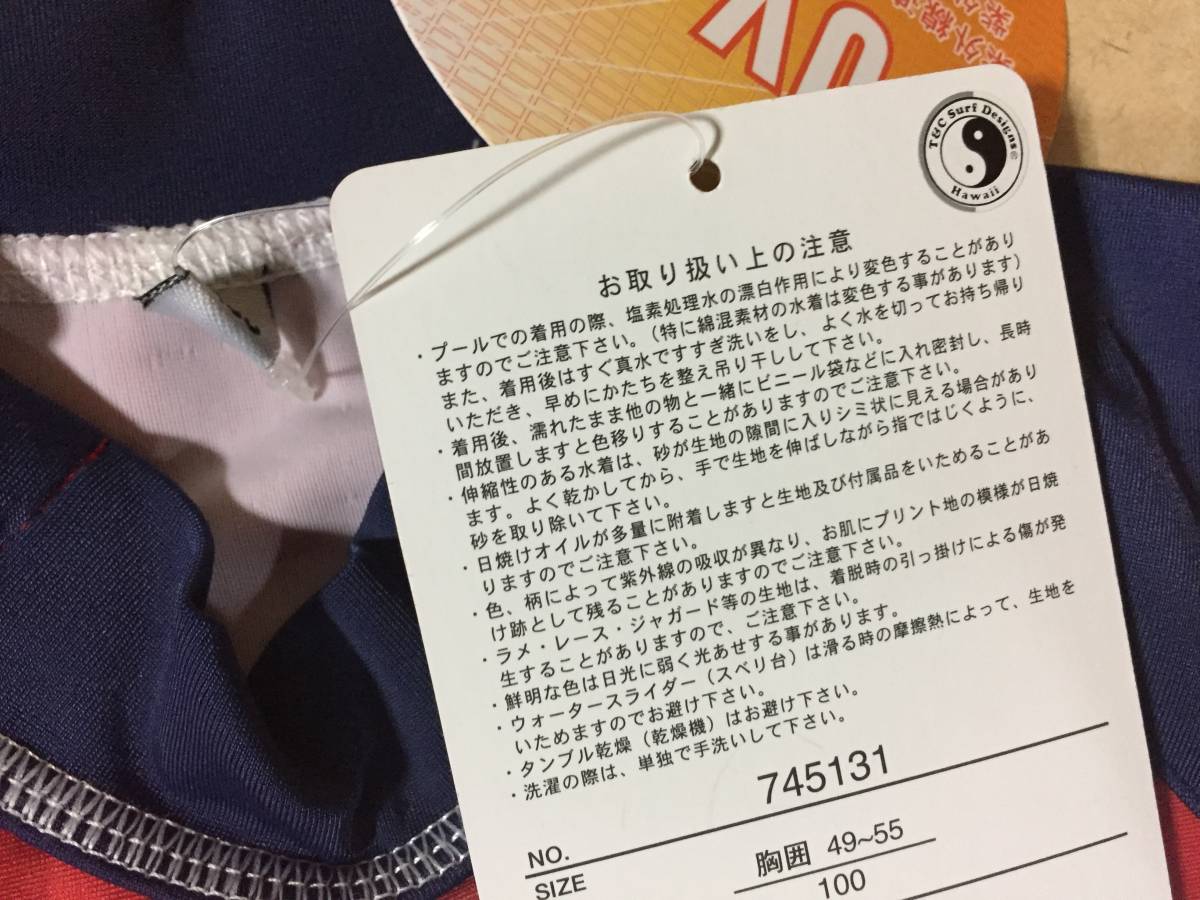 UV
紫外線
T&C Surf Designs®
Hawaii
お取り扱い上の注意
・プールでの着用の際、塩素処理水の漂白作用により変色することがあり
ますのでご注意下さい。（特に綿混素材の水着は変色する事があります）
また、着用後はすぐ真水ですすぎ洗いをし、よく水を切ってお持ち帰り
いただき、早めにかたちを整え吊り干しして下さい。
・着用後、濡れたまま他の物と一緒にビニール袋などに入れ密封し、長時
間放置しますと色移りすることがありますのでご注意下さい。
・伸縮性のある水着は、砂が生地の隙間に入りシミ状に見える場合があり
ます。よく乾かしてから、手で生地を伸ばしながら指ではじくように、
砂を取り除いて下さい。
・日焼けオイルが多量に附着しますと生地及び付属品をいためることがあ
りますのでご注意下さい。
・色、柄によって紫外線の吸収が異なり、お肌にプリント地の模様が日焼
け跡として残ることがありますのでご注意下さい。
・ラメ・レース・ジャガード等の生地は、着脱時の引っ掛けによる傷が発
生することがありますので、ご注意下さい。
・鮮明な色は日光に弱く光あせする事があります。
・ウォータースライダー（スベリ台）は滑る時の摩擦熱によって、生地を
いためますのでお避け下さい。
・タンブル乾燥（乾燥機）はお避け下さい。
・洗濯の際は、単独で手洗いして下さい。
NO. 745131
SIZE 胸囲 49~55
100